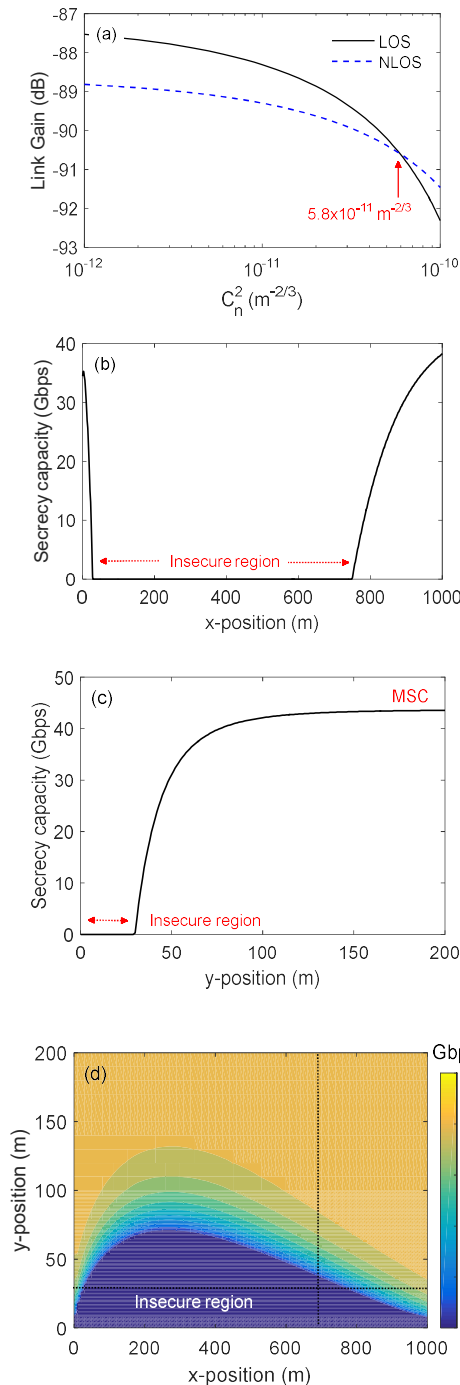 -87
(a)
LOS
NLOS
-88
-89
-90
-91
-92
-93
Link Gain (dB)
5.8x10⁻¹¹ m⁻²/³
10⁻¹²
10⁻¹¹
10⁻¹⁰
Cₙ² (m⁻²/³)
40
(b)
30
20
10
0
Secrecy capacity (Gbps)
Insecure region
0
200
400
600
800
1000
x-position (m)
50
(c)
MSC
40
30
20
10
0
Secrecy capacity (Gbps)
Insecure region
0
50
100
150
200
y-position (m)
Gb
200
(d)
150
100
50
0
y-position (m)
Insecure region
0
200
400
600
800
1000
x-position (m)